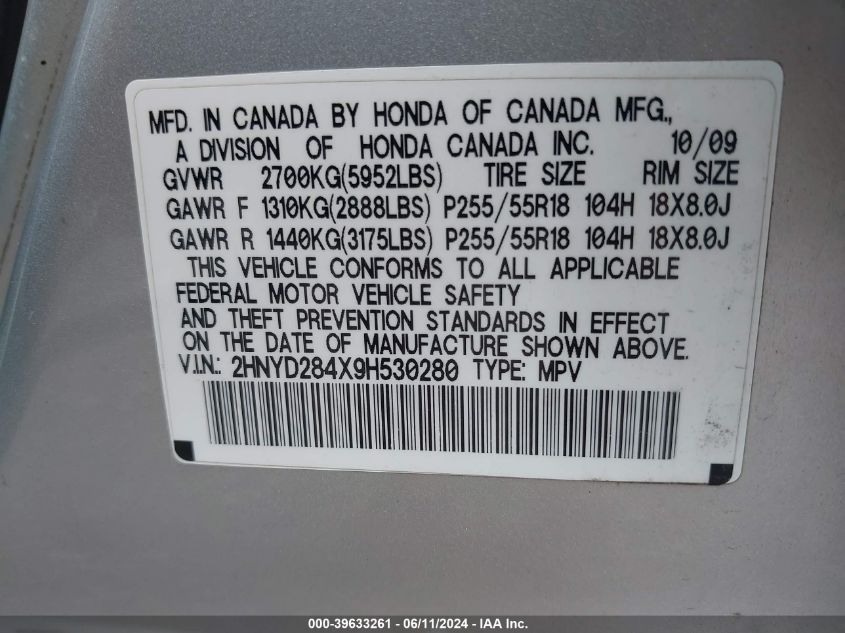 MFD. IN CANADA BY HONDA OF CANADA MFG.,
A DIVISION OF HONDA CANADA INC. 10/09
GVWR 2700KG(5952LBS) TIRE SIZE RIM SIZE
GAWR F 1310KG(2888LBS) P255/55R18 104H 18X8.0J
GAWR R 1440KG(3175LBS) P255/55R18 104H 18X8.0J
THIS VEHICLE CONFORMS TO ALL APPLICABLE
FEDERAL MOTOR VEHICLE SAFETY
AND THEFT PREVENTION STANDARDS IN EFFECT
ON THE DATE OF MANUFACTURE SHOWN ABOVE.
V.I.N.: 2HNYD284X9H530280 TYPE: MPV
000-39633261 - 06/11/2024 - IAA Inc.